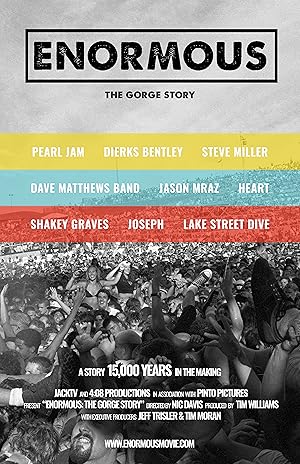 ENORMOUS
THE GORGE STORY
PEARL JAM DIERKS BENTLEY STEVE MILLER
DAVE MATTHEWS BAND JASON MRAZ HEART
SHAKEY GRAVES JOSEPH LAKE STREET DIVE
A STORY 15,000 YEARS IN THE MAKING
JACKTV AND 4:08 PRODUCTIONS IN ASSOCIATION WITH PINTO PICTURES
PRESENT "ENORMOUS: THE GORGE STORY" DIRECTED BY NIC DAVIS PRODUCED BY TIM WILLIAMS
WITH EXECUTIVE PRODUCERS JEFF TRISLER & TIM MORAN
WWW.ENORMOUSMOVIE.COM